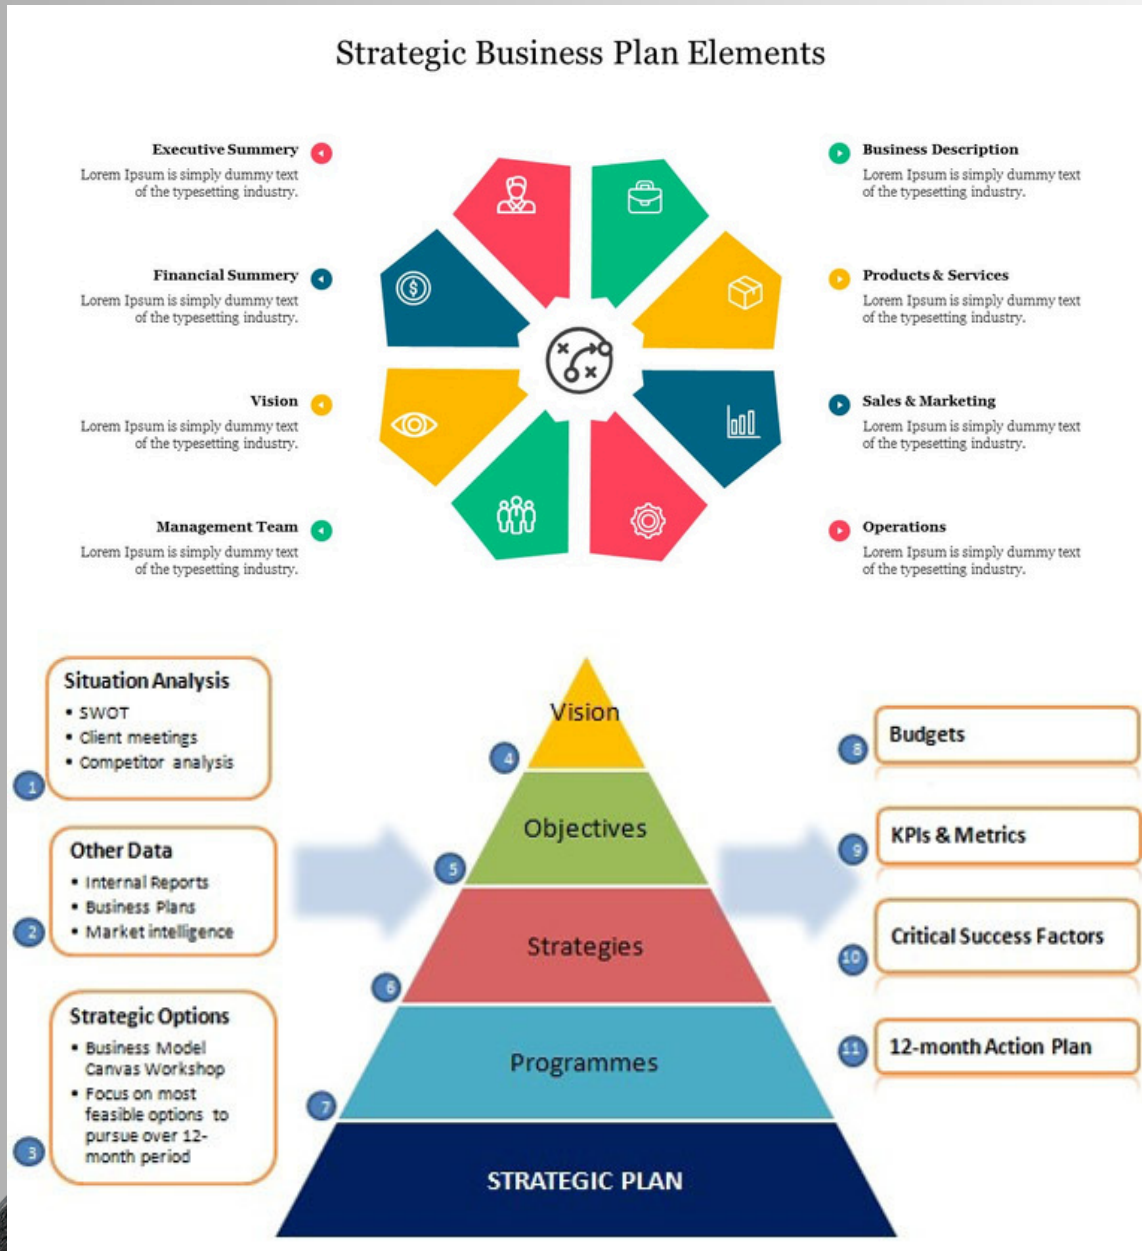 Strategic Business Plan Elements
Executive Summery
Lorem Ipsum is simply dummy text
of the typesetting industry.
Financial Summery
Lorem Ipsum is simply dummy text
of the typesetting industry.
Vision
Lorem Ipsum is simply dummy text
of the typesetting industry.
Management Team
Lorem Ipsum is simply dummy text
of the typesetting industry.
$
Business Description
Lorem Ipsum is simply dummy text
of the typesetting industry.
Products & Services
Lorem Ipsum is simply dummy text
of the typesetting industry.
Sales & Marketing
Lorem Ipsum is simply dummy text
of the typesetting industry.
Operations
Lorem Ipsum is simply dummy text
of the typesetting industry.
Situation Analysis
• SWOT
• Client meetings
• Competitor analysis
1
Other Data
• Internal Reports
• Business Plans
• Market intelligence
2
Strategic Options
• Business Model
Canvas Workshop
• Focus on most
feasible options to
pursue over 12-
month period
3
Vision
4
Objectives
5
Strategies
6
Programmes
7
STRATEGIC PLAN
8
Budgets
9
KPIs & Metrics
10
Critical Success Factors
11
12-month Action Plan